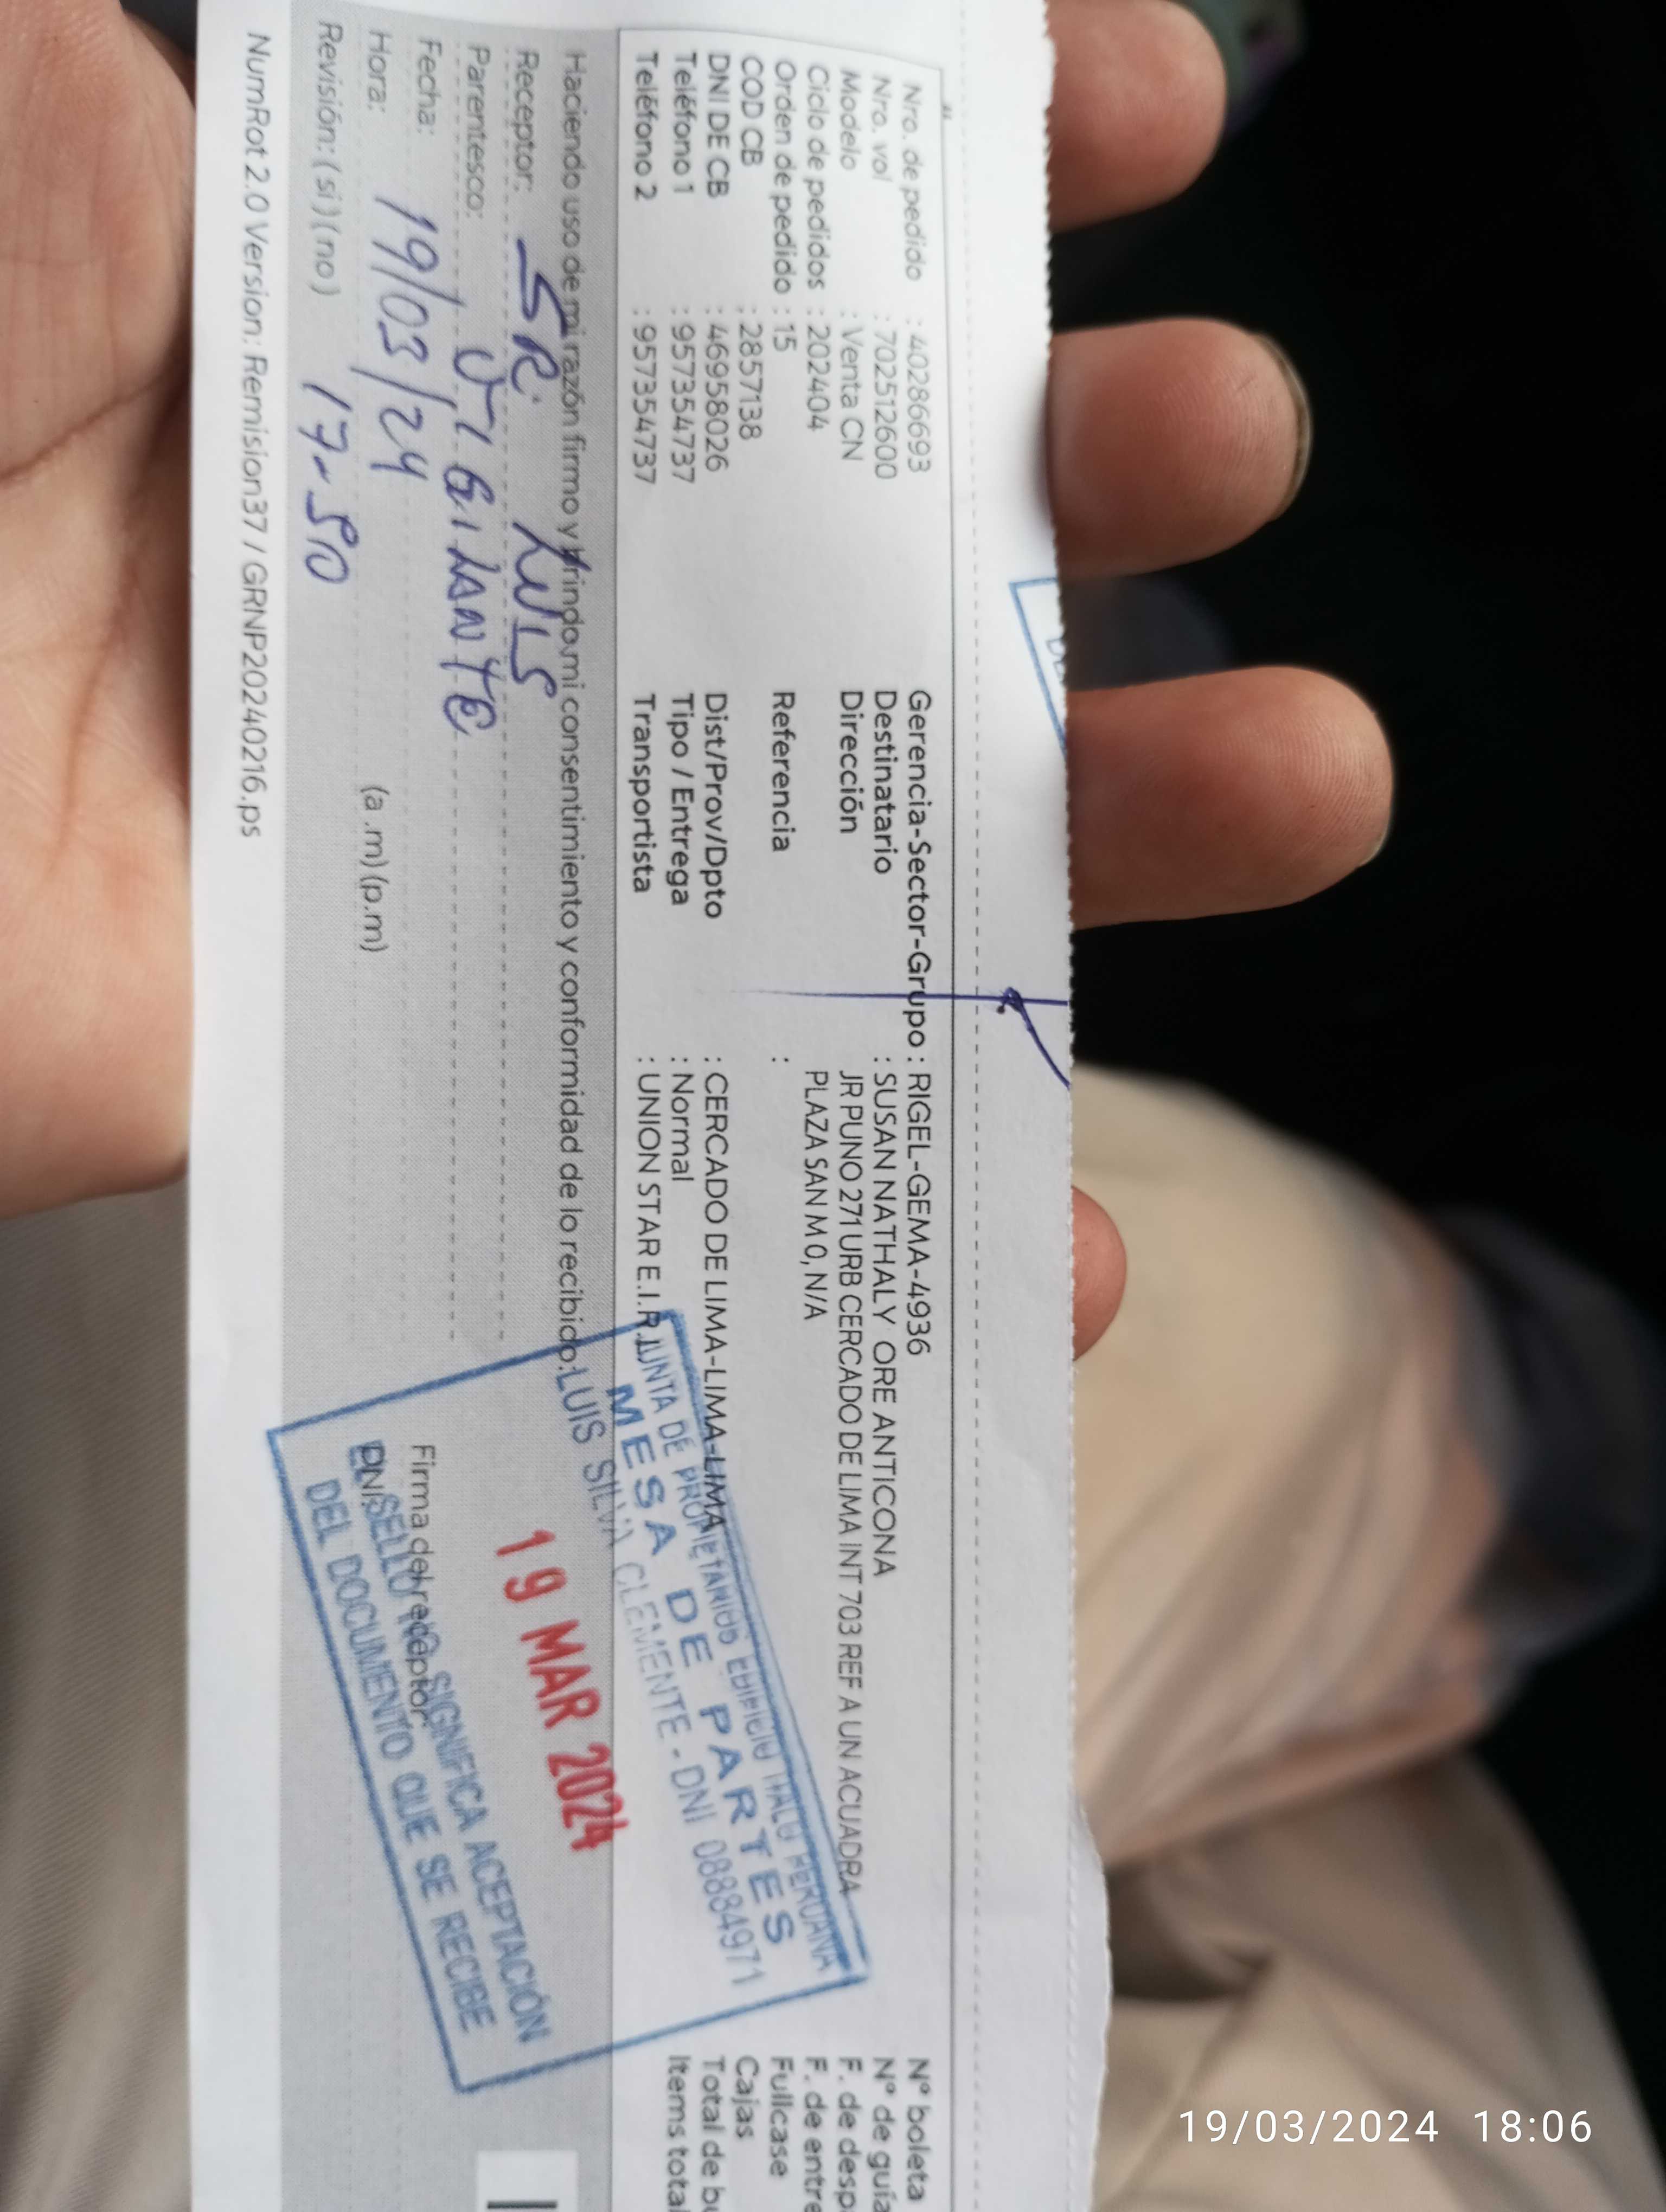 Nro. de pedido : 40286693
Nro. vol : 702512600
Modelo : Venta CN
Ciclo de pedidos : 202404
Orden de pedido : 15
COD CB : 2857138
DNI DE CB : 46958026
Teléfono 1 : 957354737
Teléfono 2 : 957354737
Gerencia-Sector-Grupo : RIGEL-GEMA-4936
Destinatario : SUSAN NATHALY ORE ANTICONA
Dirección JR PUNO 271 URB CERCADO DE LIMA INT 703 REF A UN ACUADRA
PLAZA SAN M 0, N/A
Referencia :
Dist/Prov/Dpto : CERCADO DE LIMA-LIMA-LIMA
Tipo / Entrega : Normal
Transportista : UNION STAR E.I.R.L
N° boleta
N° de guía
F. de desp
F. de entre
Fullcase
Cajas
Total de bu
Items total
Haciendo uso de mi razón firmo y brindo mi consentimiento y conformidad de lo recibido:
Receptor: SR. LUIS
Parentesco: VIGILANTE
Fecha: 19/03/24
Hora: 17-50 (a .m) (p.m)
Revisión: ( si ) ( no )
Firma del receptor
DNI:
JUNTA DE PROPIETARIOS EDIFICIO ITALO PERUANA
MESA DE PARTES
LUIS SILVA CLEMENTE - DNI 08884971
19 MAR 2024
EL SELLO NO SIGNIFICA ACEPTACIÓN
DEL DOCUMENTO QUE SE RECIBE
NumRot 2.0 Version: Remision37 / GRNP20240216.ps
19/03/2024 18:06